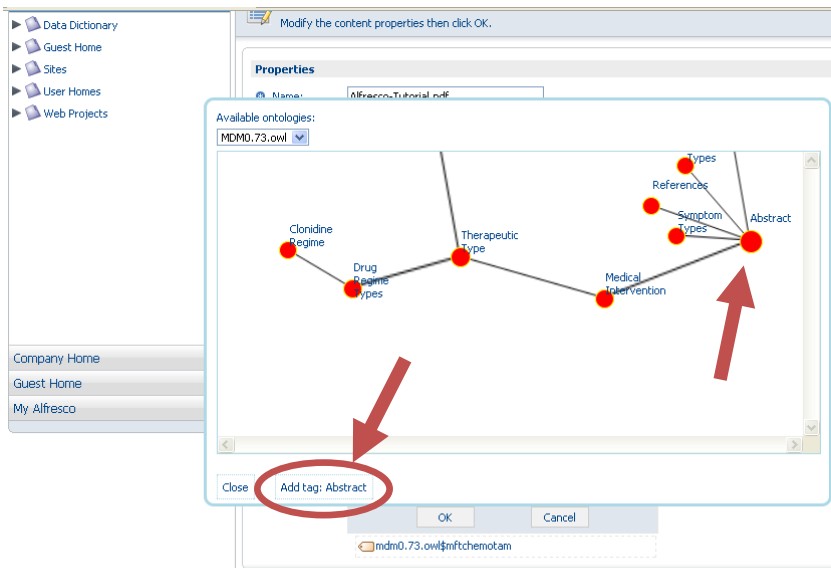 Data Dictionary
Guest Home
Sites
User Homes
Web Projects
Company Home
Guest Home
My Alfresco
Modify the content properties then click OK.
Properties
Name:
Alfresco-Tutorial.pdf
Available ontologies:
MDM0.73.owl
Types
References
Symptom
Types
Abstract
Clonidine
Regime
Therapeutic
Type
Drug
Regime
Types
Medical
Intervention
Close
Add tag: Abstract
OK
Cancel
mdm0.73.owl$mftchemotam